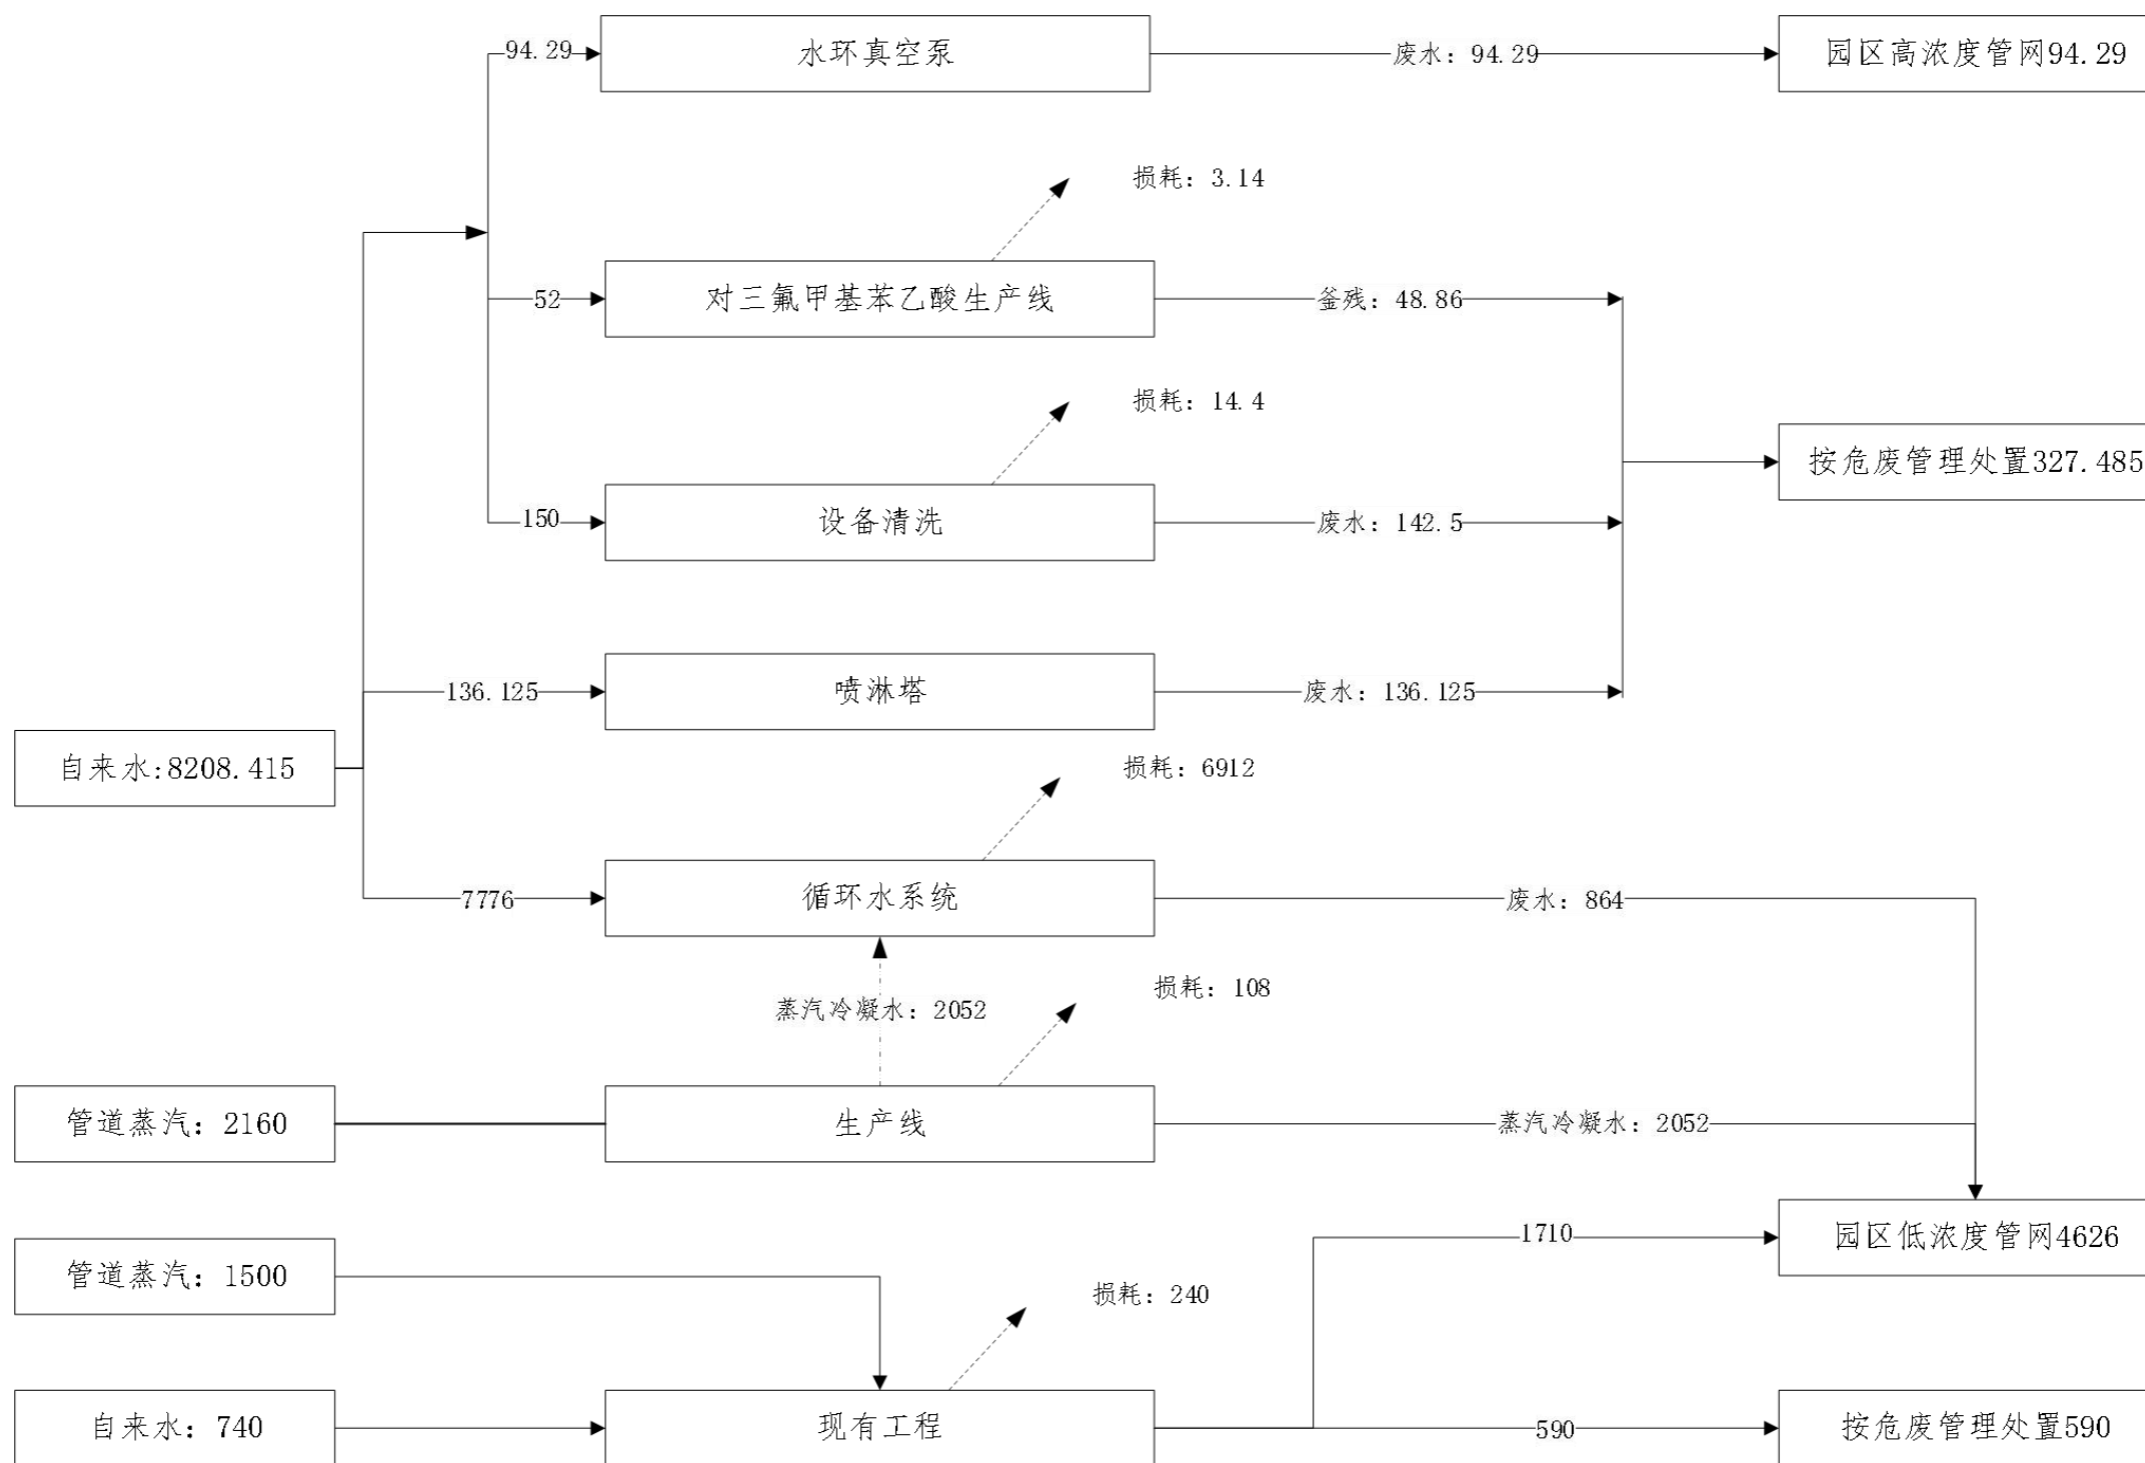 94.29
水环真空泵
废水：94.29
园区高浓度管网94.29
损耗：3.14
52
对三氟甲基苯乙酸生产线
釜残：48.86
损耗：14.4
按危废管理处置327.485
150
设备清洗
废水：142.5
136.125
喷淋塔
废水：136.125
自来水:8208.415
损耗：6912
7776
循环水系统
废水：864
损耗：108
蒸汽冷凝水：2052
管道蒸汽：2160
生产线
蒸汽冷凝水：2052
1710
园区低浓度管网4626
管道蒸汽：1500
损耗：240
自来水：740
现有工程
590
按危废管理处置590